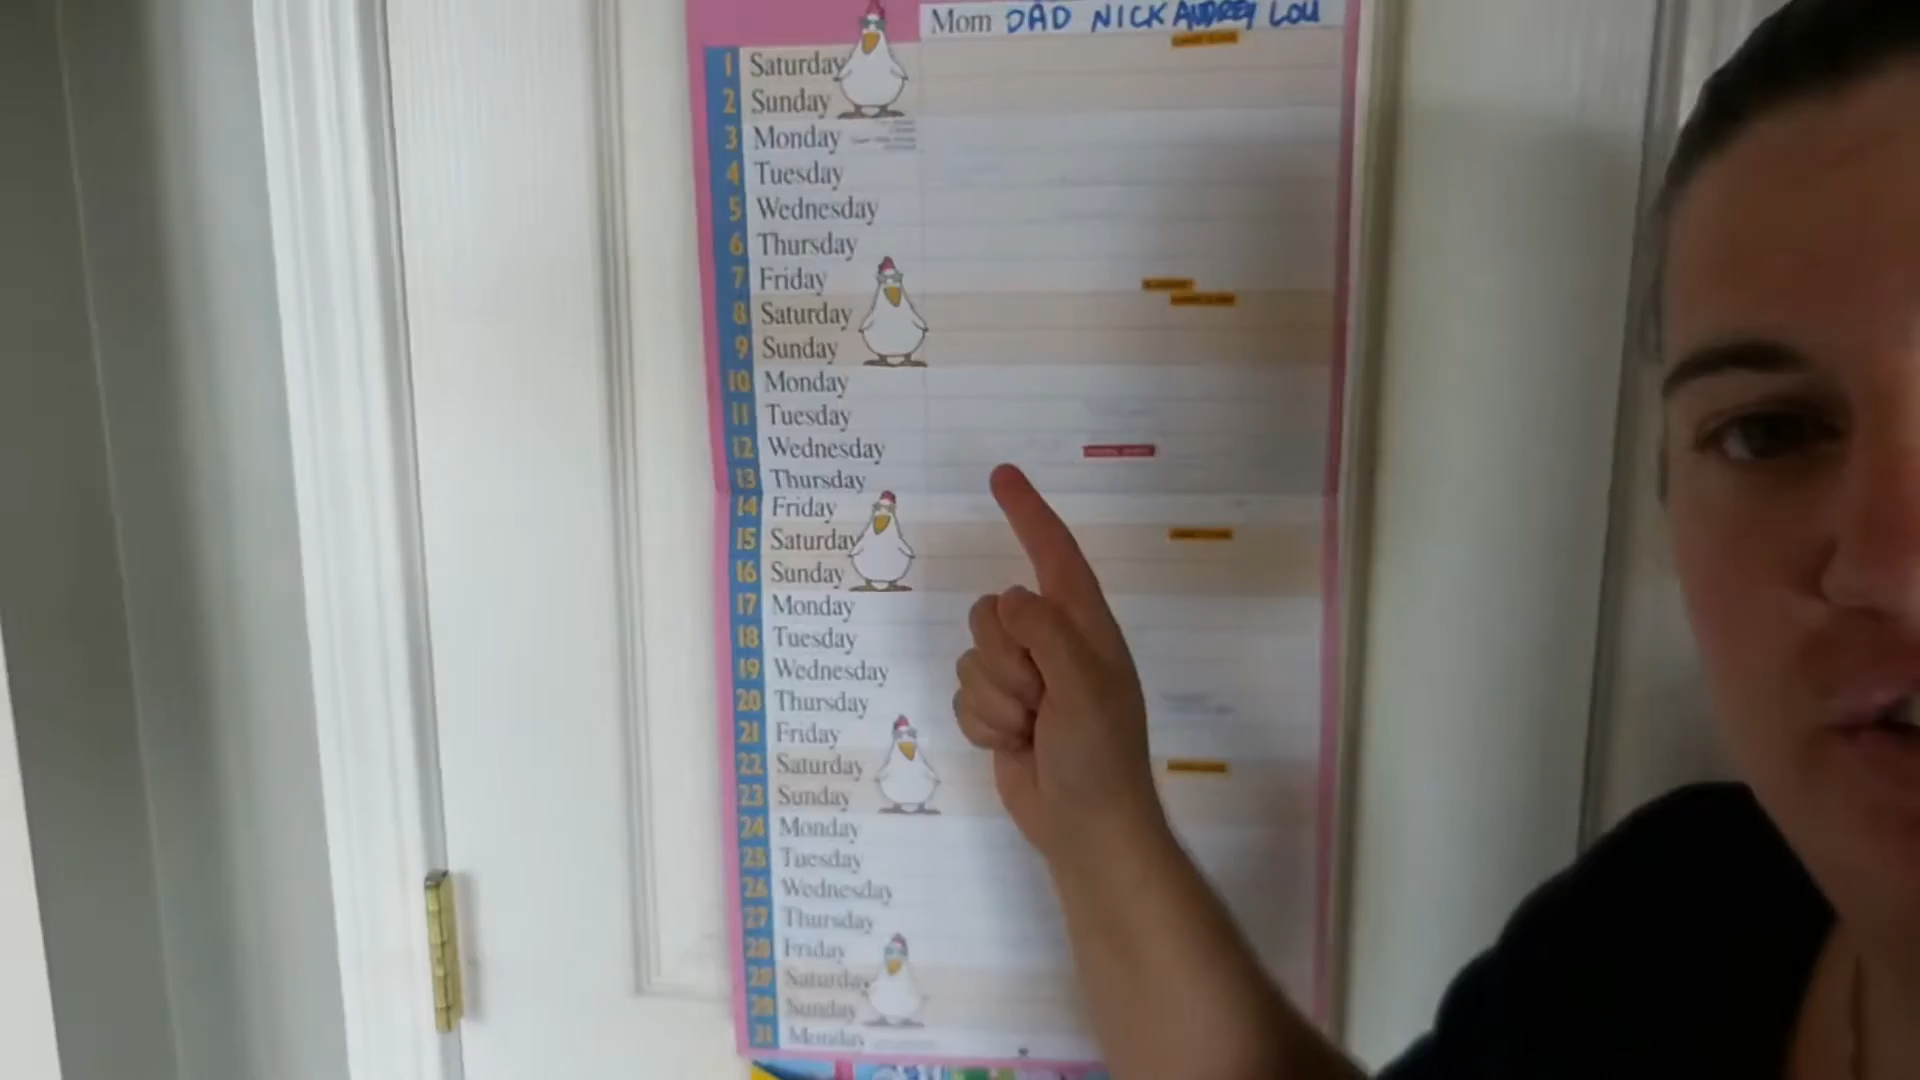 Mom DAD NICK AUDREY LOU
1 Saturday
2 Sunday
3 Monday
4 Tuesday
5 Wednesday
6 Thursday
7 Friday
8 Saturday
9 Sunday
10 Monday
11 Tuesday
12 Wednesday
13 Thursday
14 Friday
15 Saturday
16 Sunday
17 Monday
18 Tuesday
19 Wednesday
20 Thursday
21 Friday
22 Saturday
23 Sunday
24 Monday
25 Tuesday
26 Wednesday
27 Thursday
28 Friday
29 Saturday
30 Sunday
31 Monday